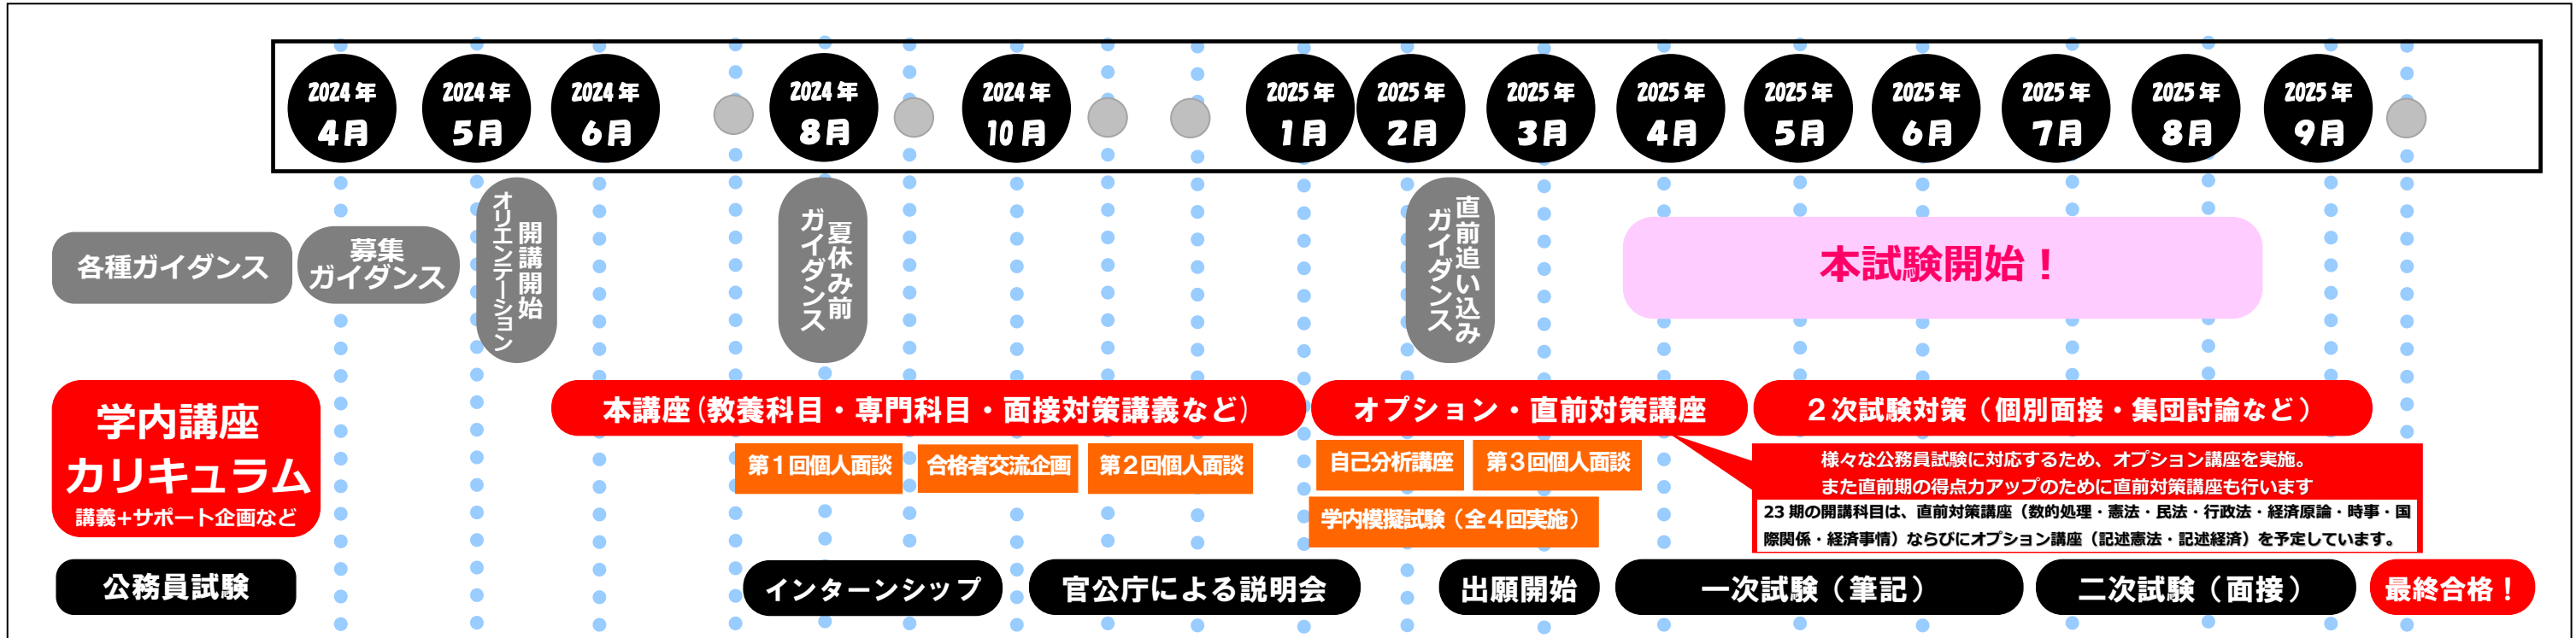 2024年
4月
2024年
5月
2024年
6月
2024年
8月
2024年
10月
2025年
1月
2025年
2月
2025年
3月
2025年
4月
2025年
5月
2025年
6月
2025年
7月
2025年
8月
2025年
9月
各種ガイダンス
募集
ガイダンス
開講開始
オリエンテーション
夏休み前
ガイダンス
直前追い込み
ガイダンス
本試験開始！
学内講座
カリキュラム
講義+サポート企画など
本講座(教養科目・専門科目・面接対策講義など)
オプション・直前対策講座
２次試験対策（個別面接・集団討論など）
第１回個人面談
合格者交流企画
第２回個人面談
自己分析講座
第３回個人面談
学内模擬試験（全４回実施）
様々な公務員試験に対応するため、オプション講座を実施。
また直前期の得点力アップのために直前対策講座も行います
23 期の開講科目は、直前対策講座（数的処理・憲法・民法・行政法・経済原論・時事・国
際関係・経済事情）ならびにオプション講座（記述憲法・記述経済）を予定しています。
公務員試験
インターンシップ
官公庁による説明会
出願開始
一次試験（筆記）
二次試験（面接）
最終合格！